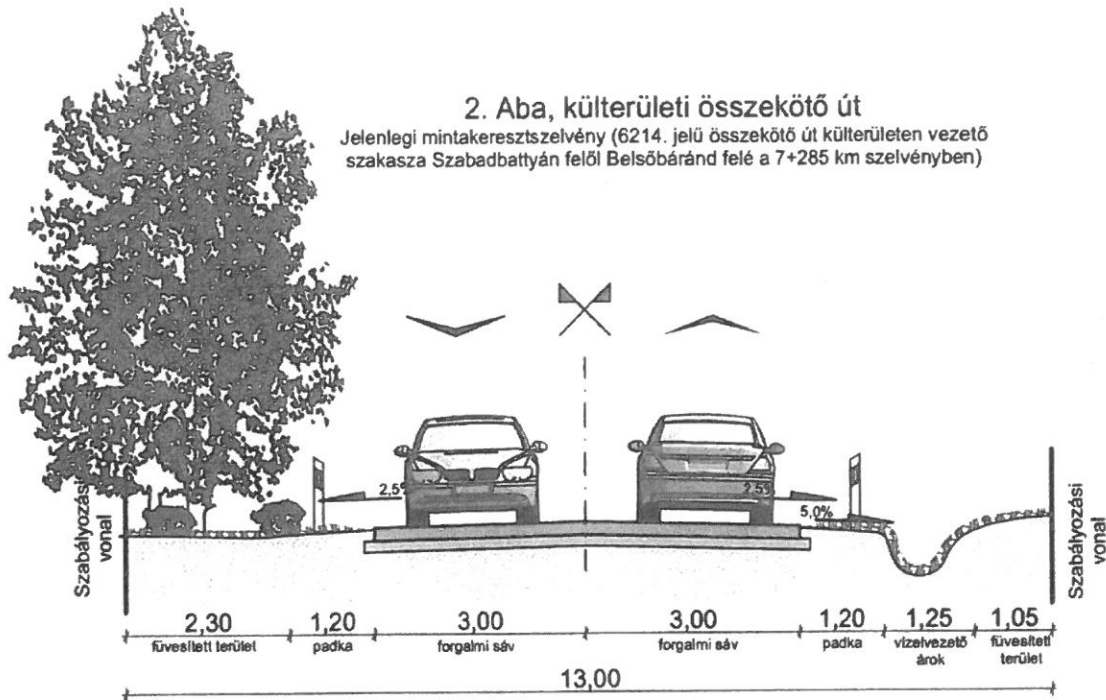 2. Aba, külterületi összekötő út
Jelenlegi mintakeresztszelvény (6214. jelű összekötő út külterületen vezető
szakasza Szabadbattyán felől Belsőbáránd felé a 7+285 km szelvényben)
2,5%
2,5%
5,0%
Szabályozási
vonal
Szabályozási
vonal
2,30
1,20
3,00
3,00
1,20
1,25
1,05
füvesített terület
padka
forgalmi sáv
forgalmi sáv
padka
vízelvezető
árok
füvesített
terület
13,00